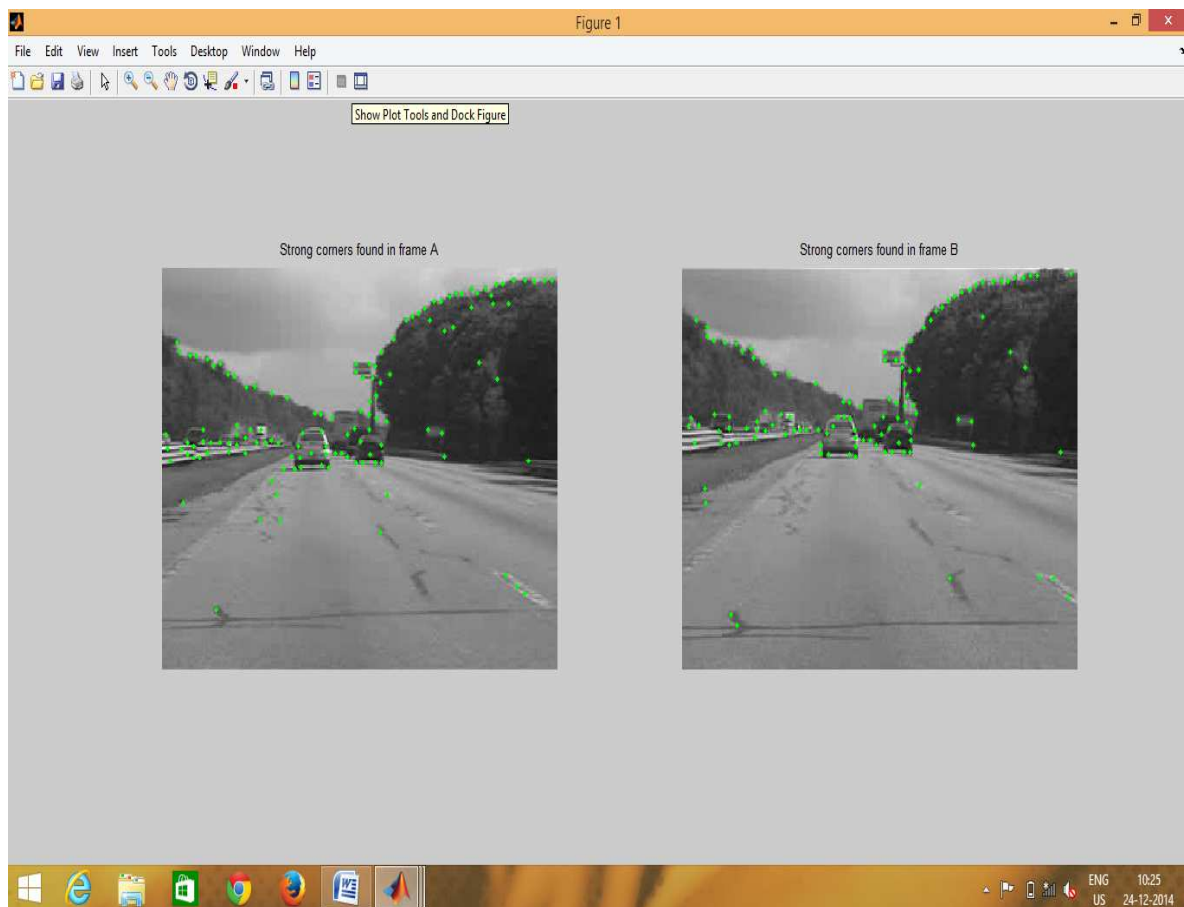 Figure 1
File Edit View Insert Tools Desktop Window Help
Show Plot Tools and Dock Figure
Strong corners found in frame A
Strong corners found in frame B
ENG 10:25
US 24-12-2014